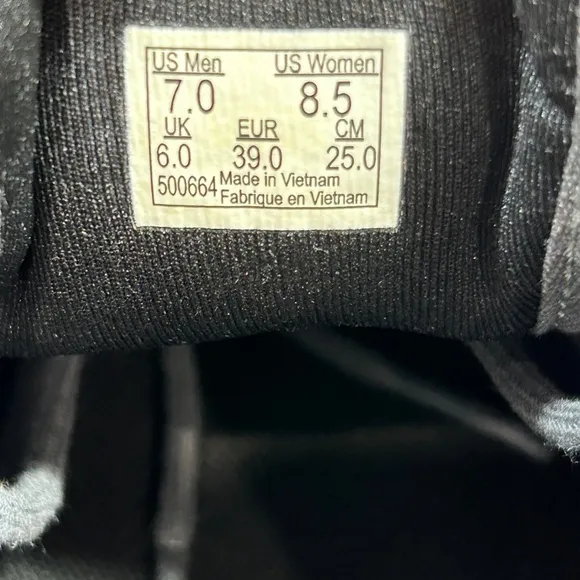 US Men US Women
7.0 8.5
UK EUR CM
6.0 39.0 25.0
500664 Made in Vietnam
Fabrique en Vietnam